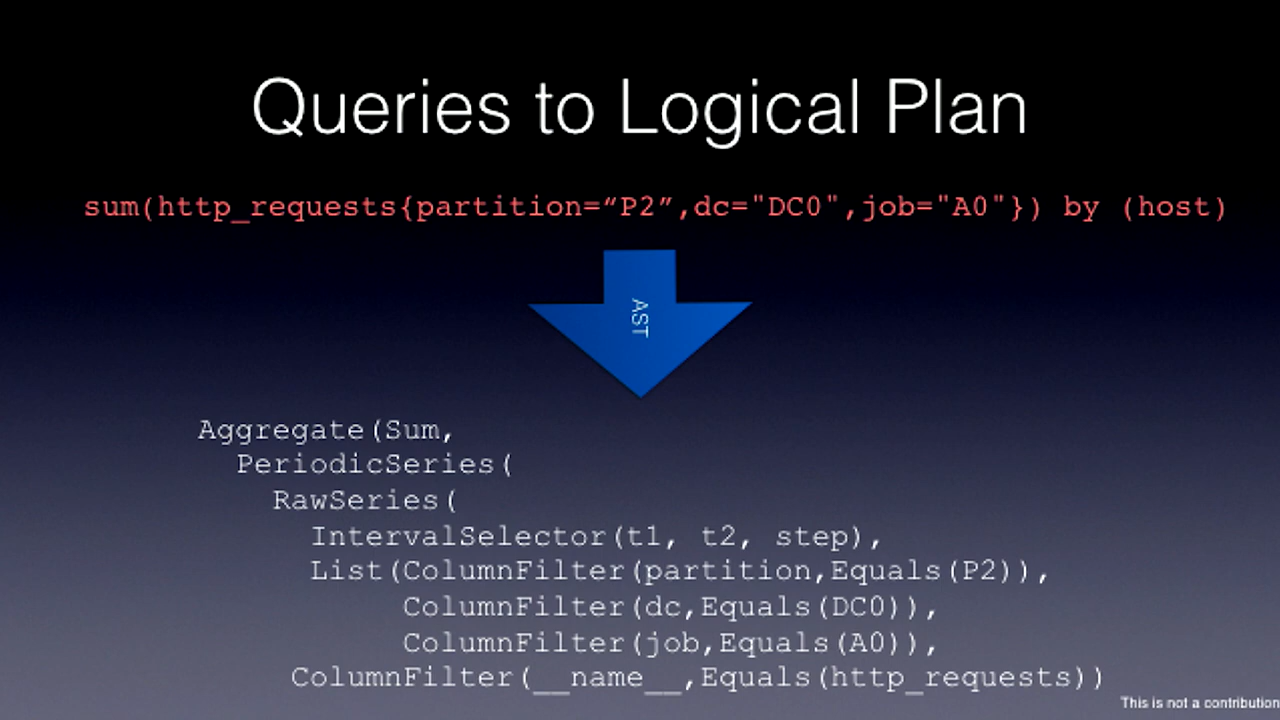 Queries to Logical Plan
sum(http_requests{partition=“P2”,dc="DC0",job="A0"}) by (host)
AST
Aggregate(Sum,
PeriodicSeries(
RawSeries(
IntervalSelector(t1, t2, step),
List(ColumnFilter(partition,Equals(P2)),
ColumnFilter(dc,Equals(DC0)),
ColumnFilter(job,Equals(A0)),
ColumnFilter(__name__,Equals(http_requests))
This is not a contribution